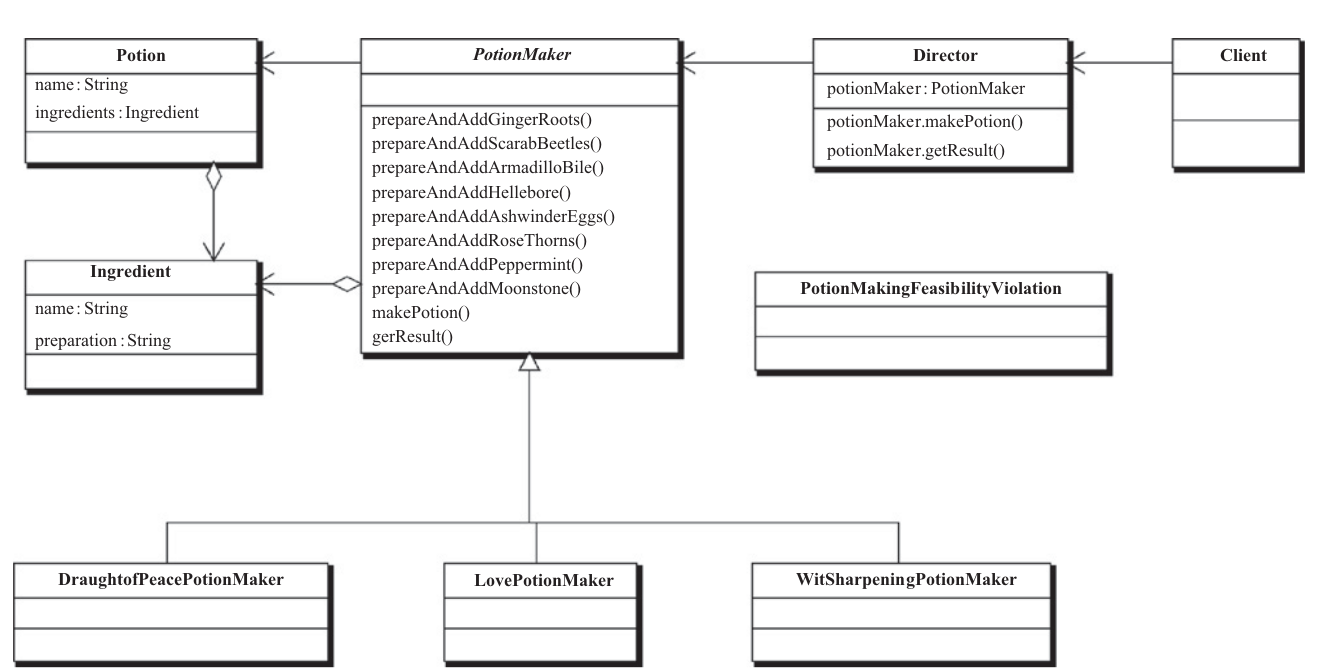 Potion
name : String
ingredients : Ingredient
PotionMaker
prepareAndAddGingerRoots()
prepareAndAddScarabBeetles()
prepareAndAddArmadilloBile()
prepareAndAddHellebore()
prepareAndAddAshwinderEggs()
prepareAndAddRoseThorns()
prepareAndAddPeppermint()
prepareAndAddMoonstone()
makePotion()
gerResult()
Director
potionMaker : PotionMaker
potionMaker.makePotion()
potionMaker.getResult()
Client
Ingredient
name : String
preparation : String
PotionMakingFeasibilityViolation
DraughtofPeacePotionMaker
LovePotionMaker
WitSharpeningPotionMaker